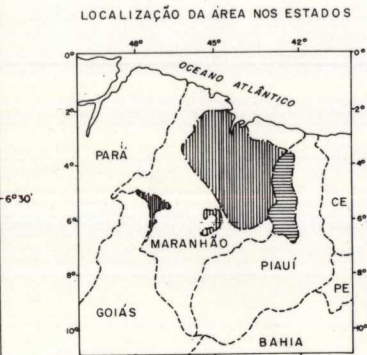 LOCALIZAÇÃO DA ÁREA NOS ESTADOS
48° 45° 42°
0° 0°
OCEANO ATLÂNTICO
2° 2°
PARÁ
4° 4°
6°30'
CE
6° 6°
MARANHÃO
PIAUÍ
8° 8°
PE
GOIÁS
10° 10°
BAHIA